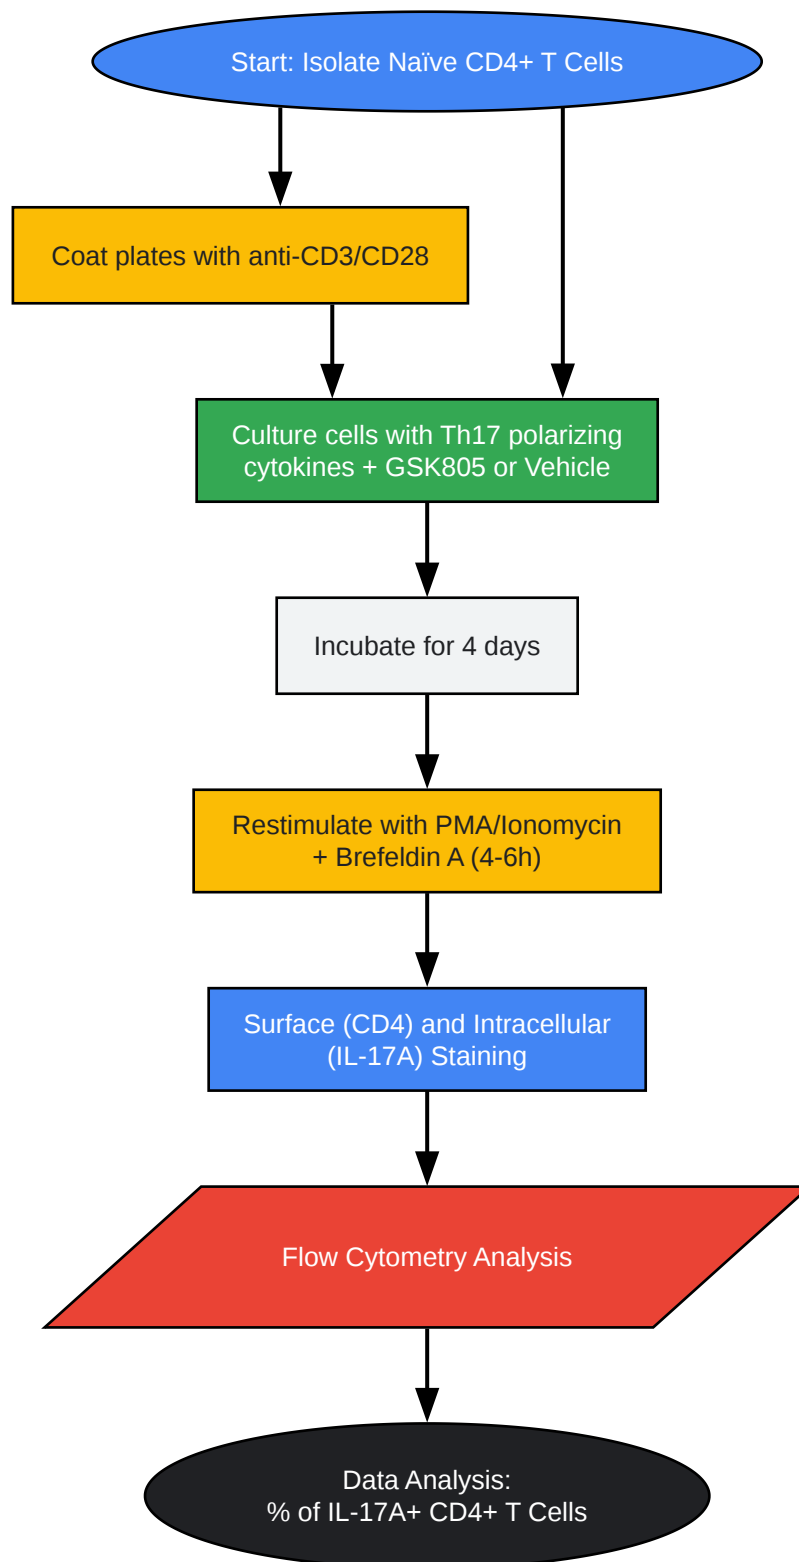 Start: Isolate Naïve CD4+ T Cells
Coat plates with anti-CD3/CD28
Culture cells with Th17 polarizing
cytokines + GSK805 or Vehicle
Incubate for 4 days
Restimulate with PMA/Ionomycin
+ Brefeldin A (4-6h)
Surface (CD4) and Intracellular
(IL-17A) Staining
Flow Cytometry Analysis
Data Analysis:
% of IL-17A+ CD4+ T Cells